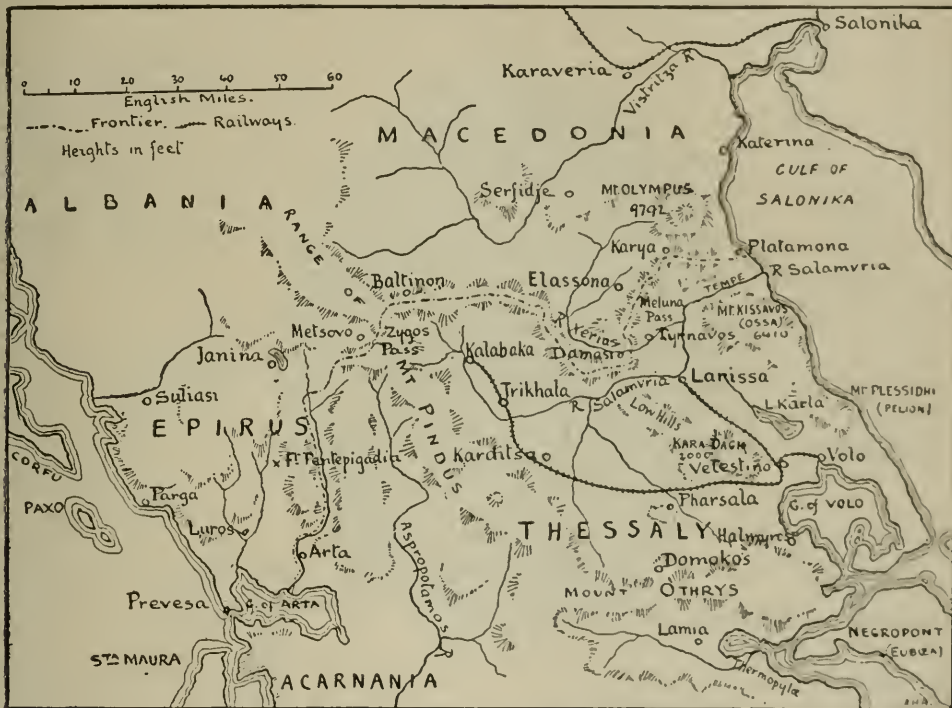 Salonika
Karaveria
Vistritza R
0 10 20 30 40 50 60
English Miles.
Frontier. Railways.
Heights in feet
MACEDONIA
Katerina
GULF OF
SALONIKA
Serfidje
Mt. OLYMPUS
9792
ALBANIA
RANGE
OF
Karya
Platamona
R Salamvria
TEMPE
Baltinon
Elassona
Meluna
Pass
Mt. KISSAVOS
(OSSA)
6410
Metsovo
Zygos
Pass
R Xerias
Tyrnavos
Damasio
Janina
Kalabaka
MT
PINDUS
Trikhala
R Salamvria
Larissa
Mt. PLESSIDHI
(PELION)
L Karla
Suliasi
EPIRUS
Low Hills
KARA DAGH
2000
CORFU
Ft. Pentepigadia
Karditsa
Velestino
Volo
PAXO
Parga
Pharsala
G. of VOLO
Luros
THESSALY
Halmyros
Arta
Aspropotamos
Domokos
MOUNT OTHRYS
Prevesa
G. of ARTA
Lamia
NEGROPONT
(EUBŒA)
Sta MAURA
Thermopylæ
ACARNANIA